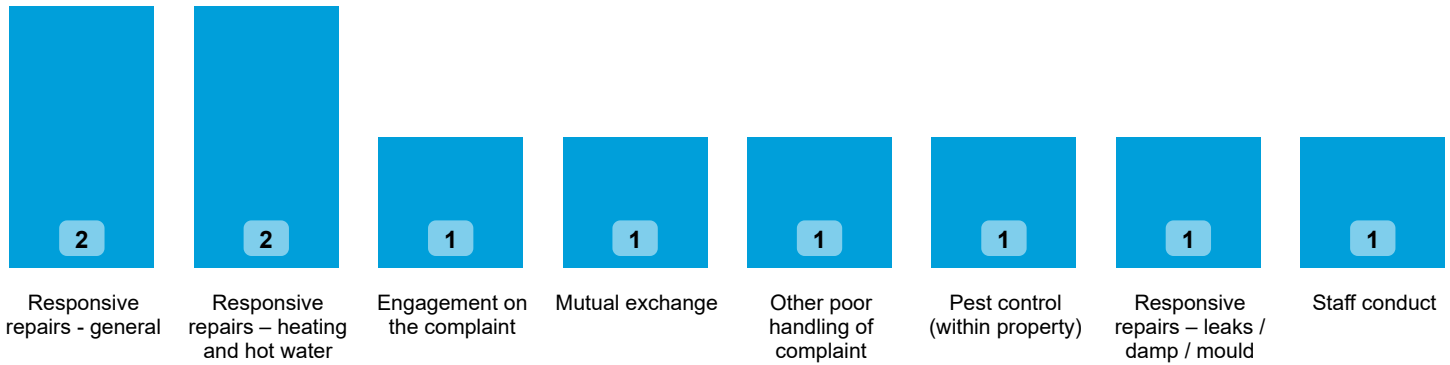 2
2
1
1
1
1
1
1
Responsive
repairs - general
Responsive
repairs – heating
and hot water
Engagement on
the complaint
Mutual exchange
Other poor
handling of
complaint
Pest control
(within property)
Responsive
repairs – leaks /
damp / mould
Staff conduct